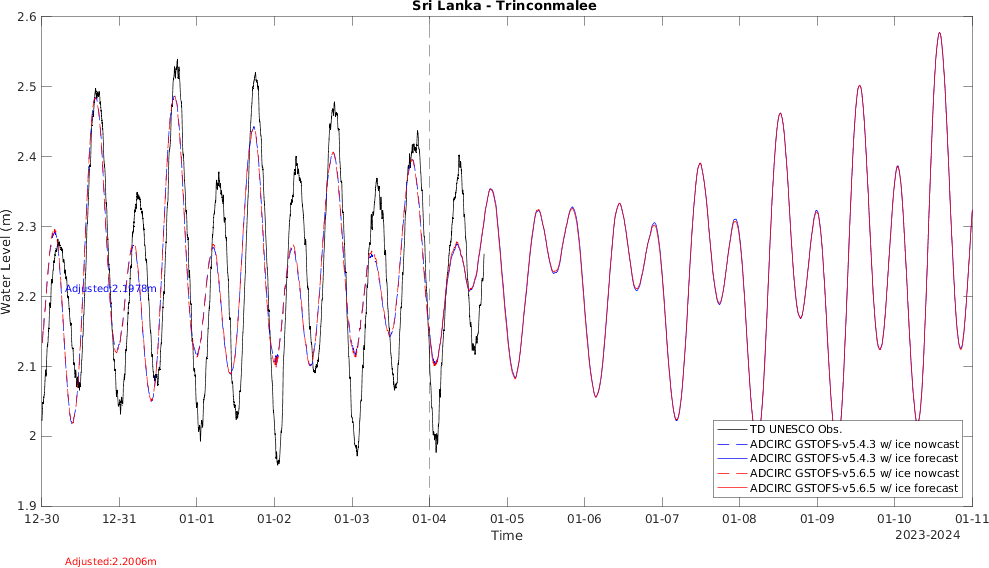 Sri Lanka - Trinconmalee
2.6
2.5
2.4
2.3
2.2
2.1
2
1.9
Water Level (m)
Adjusted:2.1978m
TD UNESCO Obs.
ADCIRC GSTOFS-v5.4.3 w/ ice nowcast
ADCIRC GSTOFS-v5.4.3 w/ ice forecast
ADCIRC GSTOFS-v5.6.5 w/ ice nowcast
ADCIRC GSTOFS-v5.6.5 w/ ice forecast
12-30 12-31 01-01 01-02 01-03 01-04 01-05 01-06 01-07 01-08 01-09 01-10 01-11
Time
2023-2024
Adjusted:2.2006m